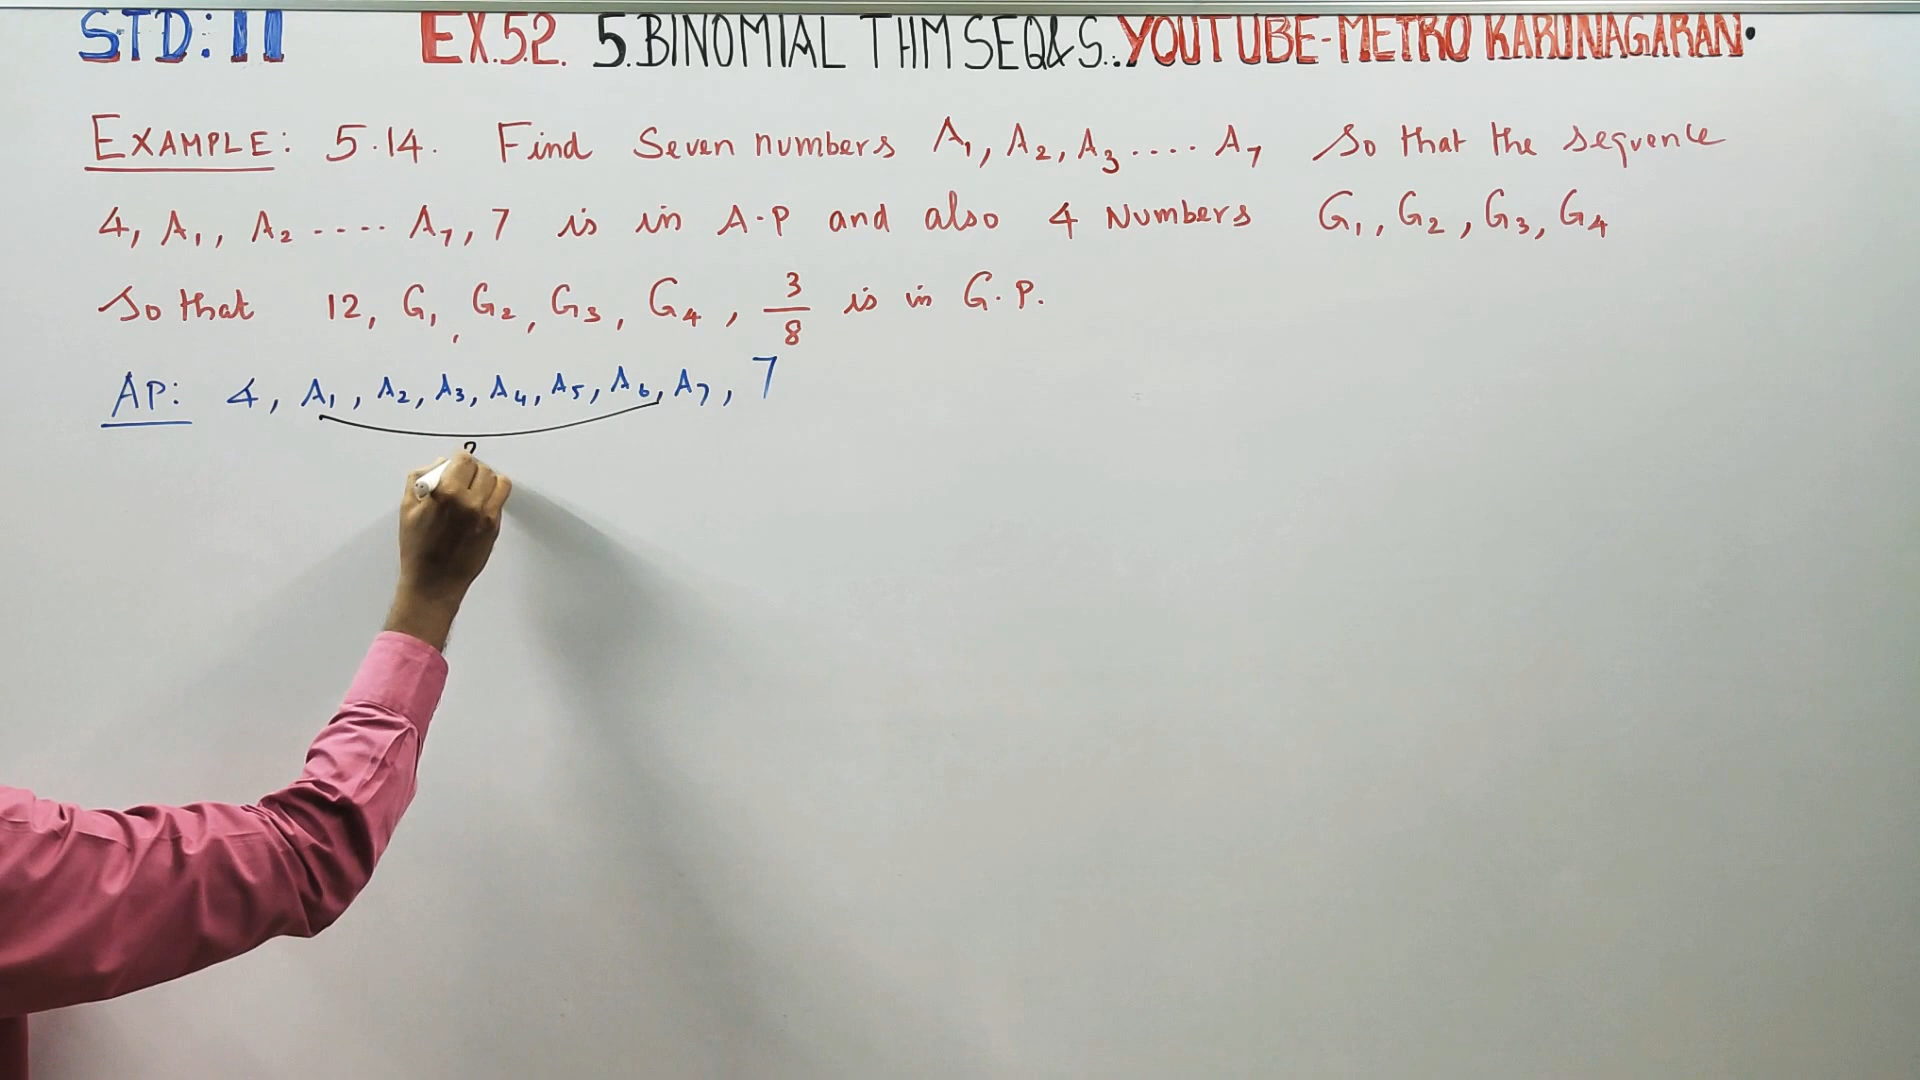 STD: 11 EX.5.2. 5.BINOMIAL THM SEQ&S.. YOUTUBE-METRO KARUNAGARAN.
EXAMPLE: 5.14. Find Seven numbers A₁, A₂, A₃.... A₇ So that the sequence
4, A₁, A₂ .... A₇, 7 is in A.P and also 4 Numbers G₁, G₂, G₃, G₄
So that 12, G₁, G₂, G₃, G₄, 3/8 is in G.P.
AP: 4, A₁, A₂, A₃, A₄, A₅, A₆, A₇, 7
?